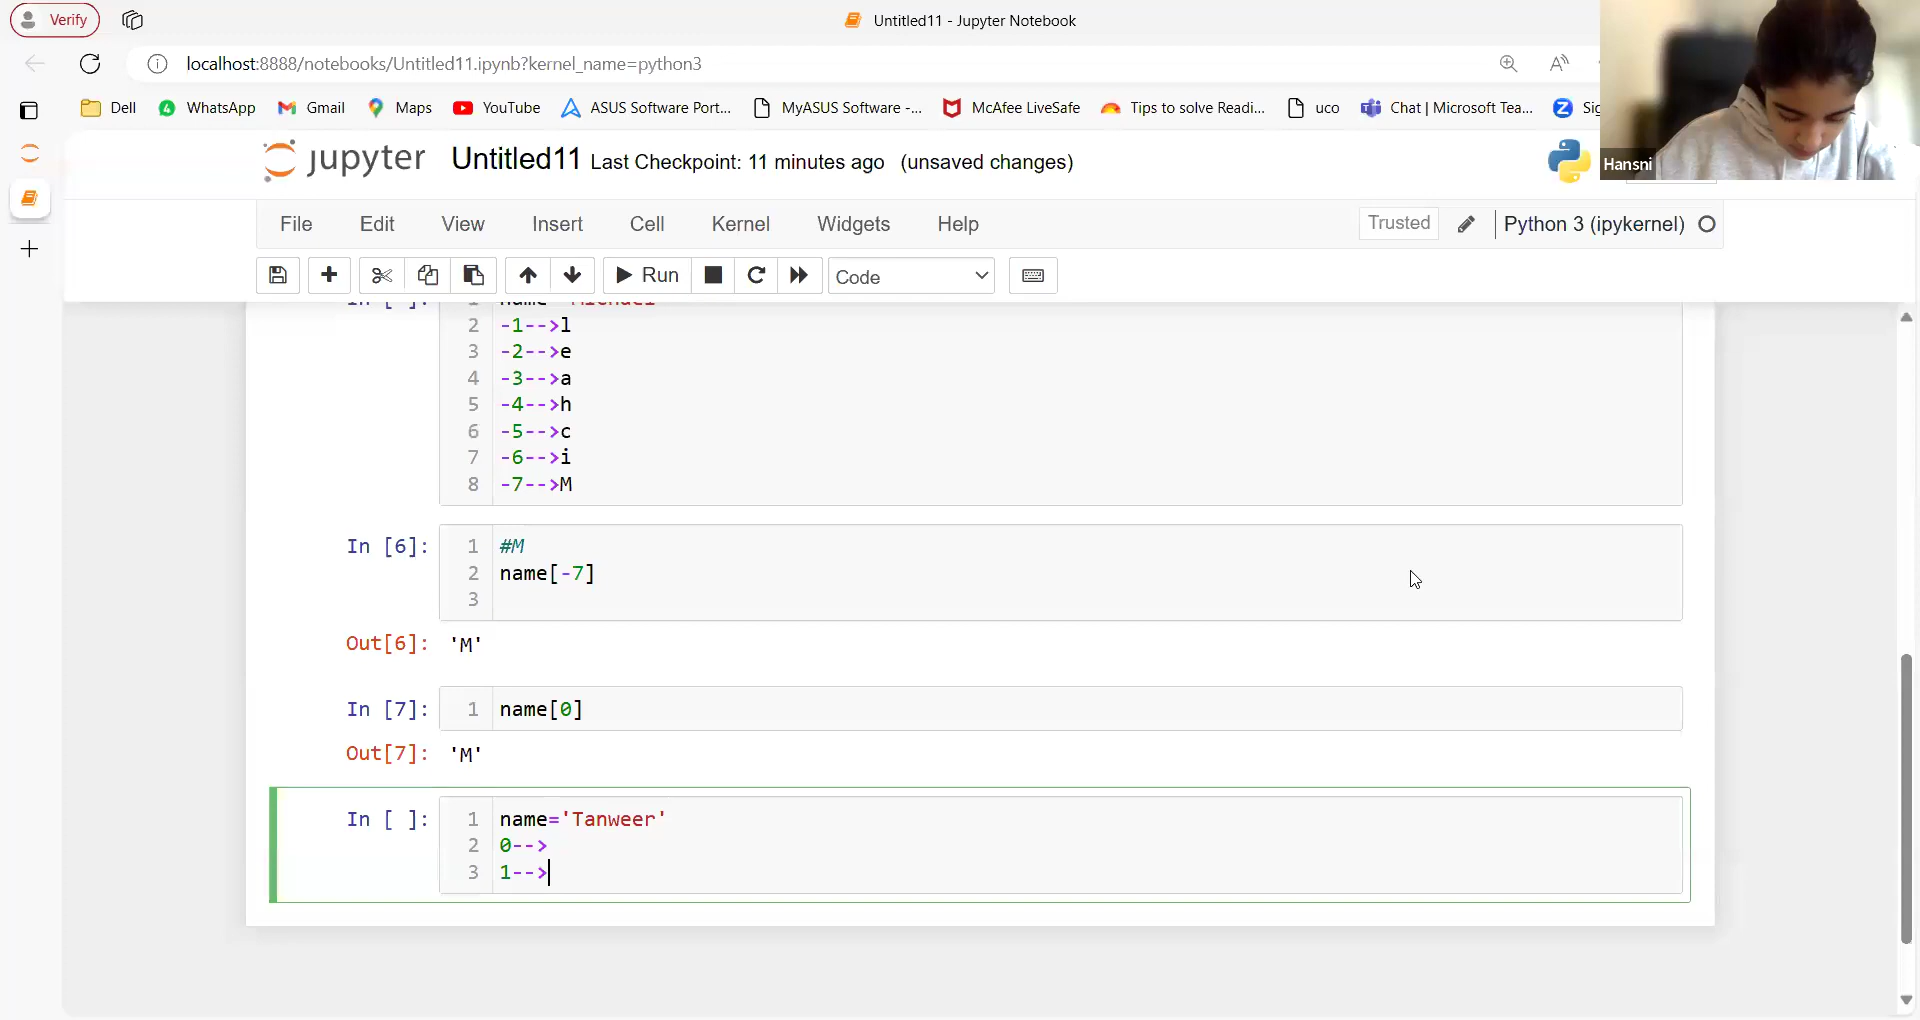 Verify
Untitled11 - Jupyter Notebook
localhost:8888/notebooks/Untitled11.ipynb?kernel_name=python3
Dell WhatsApp Gmail Maps YouTube ASUS Software Port... MyASUS Software -... McAfee LiveSafe Tips to solve Readi... uco Chat | Microsoft Tea...
jupyter Untitled11 Last Checkpoint: 11 minutes ago (unsaved changes)
Hansni
File Edit View Insert Cell Kernel Widgets Help Trusted Python 3 (ipykernel)
Run Code
2 -1-->l
3 -2-->e
4 -3-->a
5 -4-->h
6 -5-->c
7 -6-->i
8 -7-->M
In [6]: 1 #M
2 name[-7]
3
Out[6]: 'M'
In [7]: 1 name[0]
Out[7]: 'M'
In [ ]: 1 name='Tanweer'
2 0-->
3 1-->